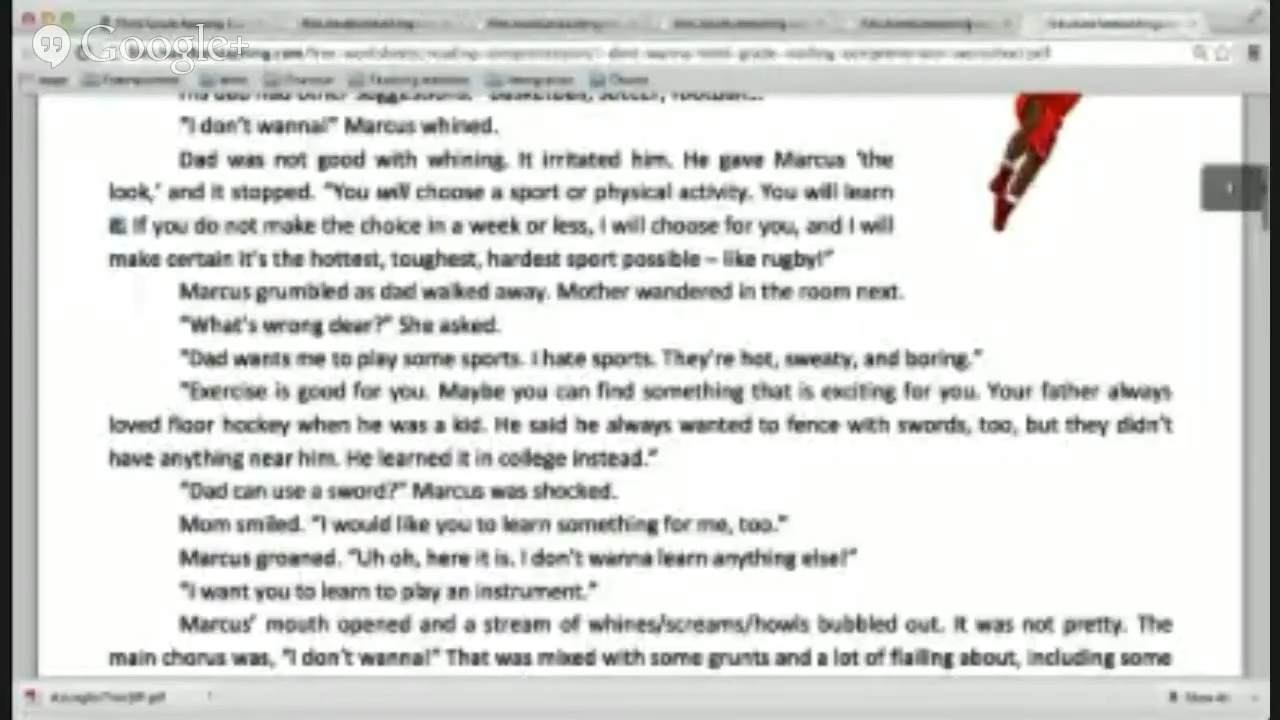 Google+
His dad had other suggestions. "Basketball, soccer, football…
"I don't wanna!" Marcus whined.
Dad was not good with whining. It irritated him. He gave Marcus 'the
look,' and it stopped. "You will choose a sport or physical activity. You will learn
it. If you do not make the choice in a week or less, I will choose for you, and I will
make certain it's the hottest, toughest, hardest sport possible – like rugby!"
Marcus grumbled as dad walked away. Mother wandered in the room next.
"What's wrong dear?" She asked.
"Dad wants me to play some sports. I hate sports. They're hot, sweaty, and boring."
"Exercise is good for you. Maybe you can find something that is exciting for you. Your father always
loved floor hockey when he was a kid. He said he always wanted to fence with swords, too, but they didn't
have anything near him. He learned it in college instead."
"Dad can use a sword?" Marcus was shocked.
Mom smiled. "I would like you to learn something for me, too."
Marcus groaned. "Uh oh, here it is. I don't wanna learn anything else!"
"I want you to learn to play an instrument."
Marcus' mouth opened and a stream of whines/screams/howls bubbled out. It was not pretty. The
main chorus was, "I don't wanna!" That was mixed with some grunts and a lot of flailing about, including some
Show All